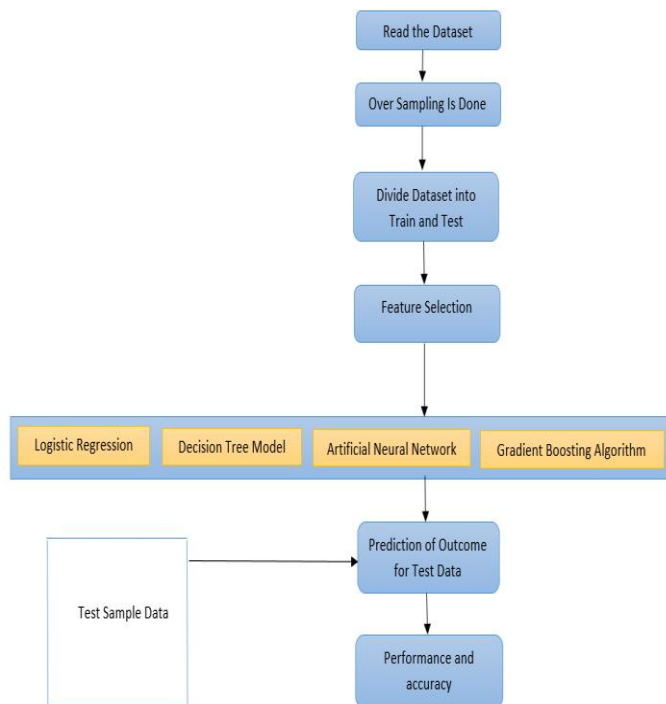 Read the Dataset
Over Sampling Is Done
Divide Dataset into
Train and Test
Feature Selection
Logistic Regression
Decision Tree Model
Artificial Neural Network
Gradient Boosting Algorithm
Prediction of Outcome
for Test Data
Test Sample Data
Performance and
accuracy